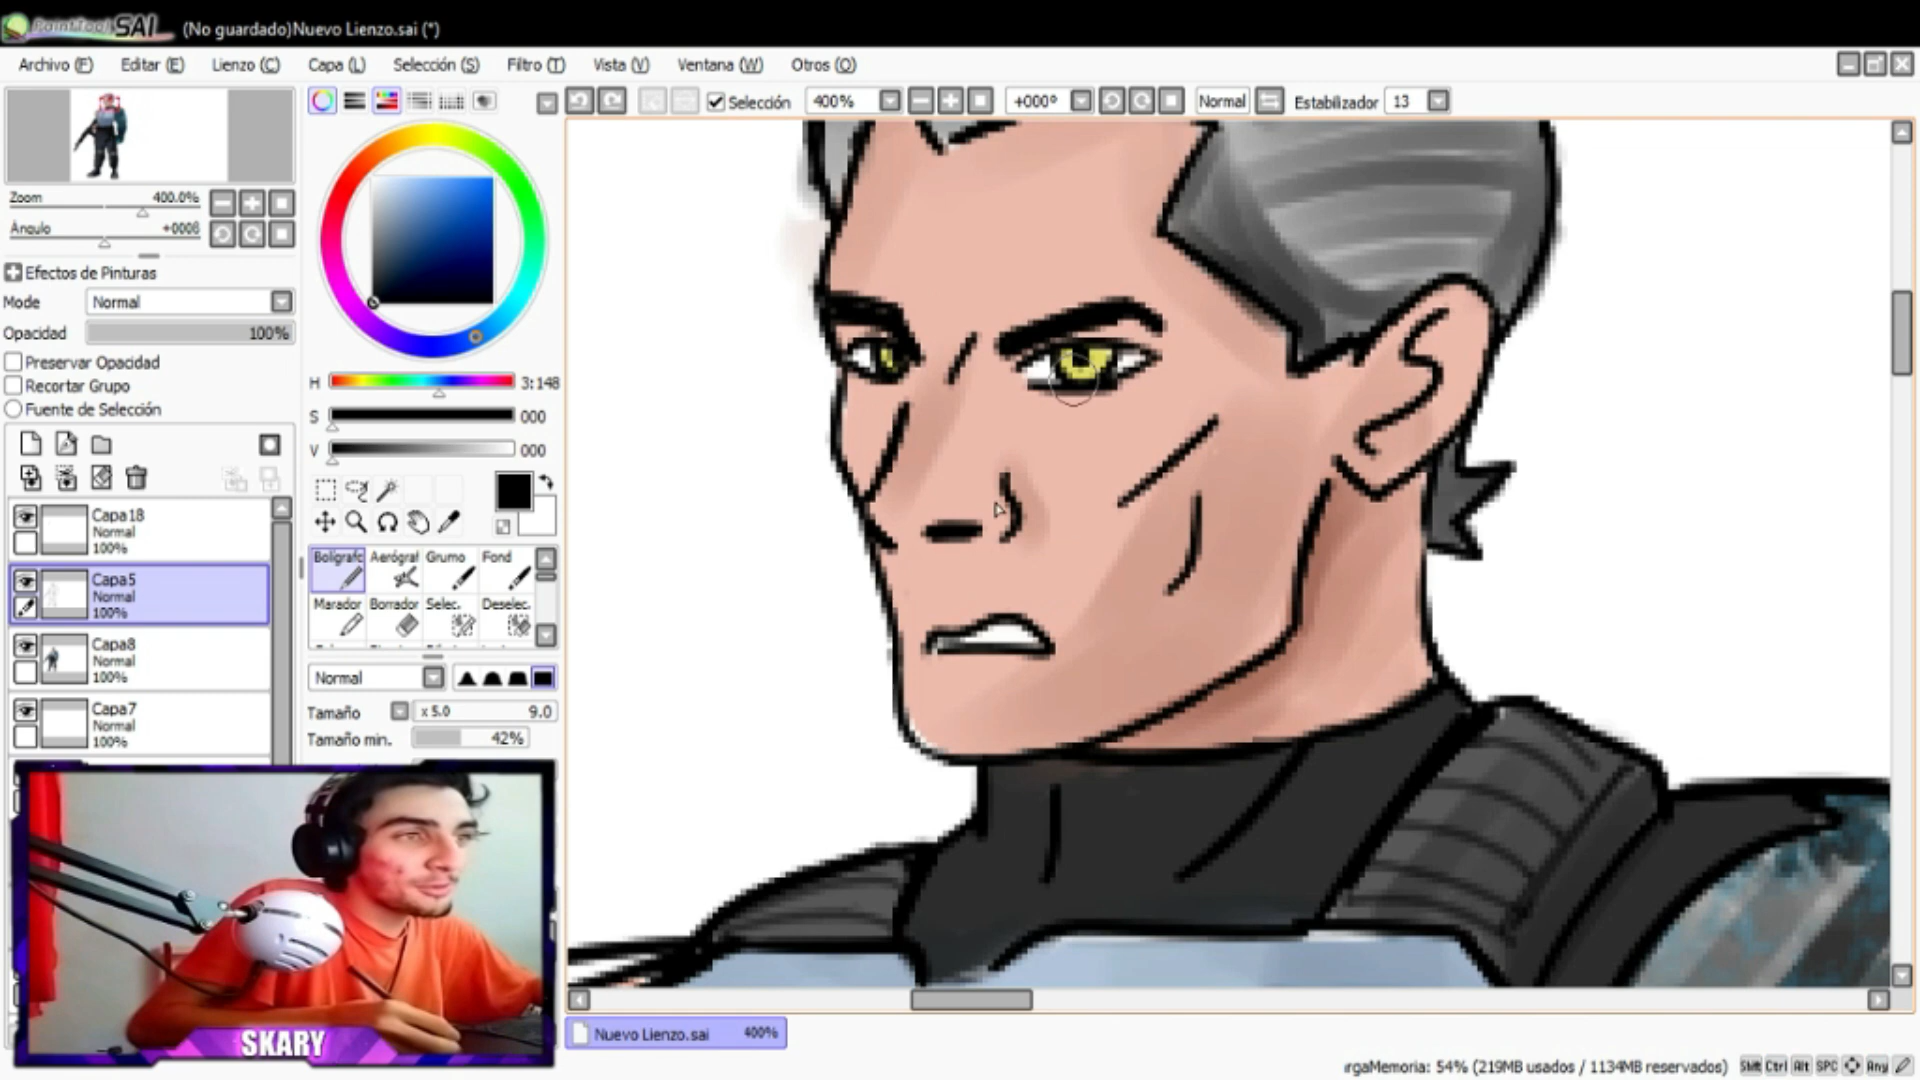 PaintTool SAI (No guardado)Nuevo Lienzo.sai (*)
Archivo (F) Editar (E) Lienzo (C) Capa (L) Selección (S) Filtro (T) Vista (V) Ventana (W) Otros (O)
Selección 400% +000º Normal Estabilizador 13
Zoom 400.0%
Ángulo
Efectos de Pinturas
Mode Normal
Opacidad 100%
Preservar Opacidad
Recortar Grupo
Fuente de Selección
H 3:148
S 000
V 000
Capa18
Normal
100%
Capa5
Normal
100%
Capa8
Normal
100%
Capa7
Normal
100%
Bolígrafc Aerógraf Grumo Fond
Marador Borrador Selec. Deselec.
Normal
Tamaño x 5.0 9.0
Tamaño min. 42%
SKARY
Nuevo Lienzo.sai 400%
rgaMemoria: 54% (219MB usados / 1134MB reservados) Shift Ctrl Alt SPC Any